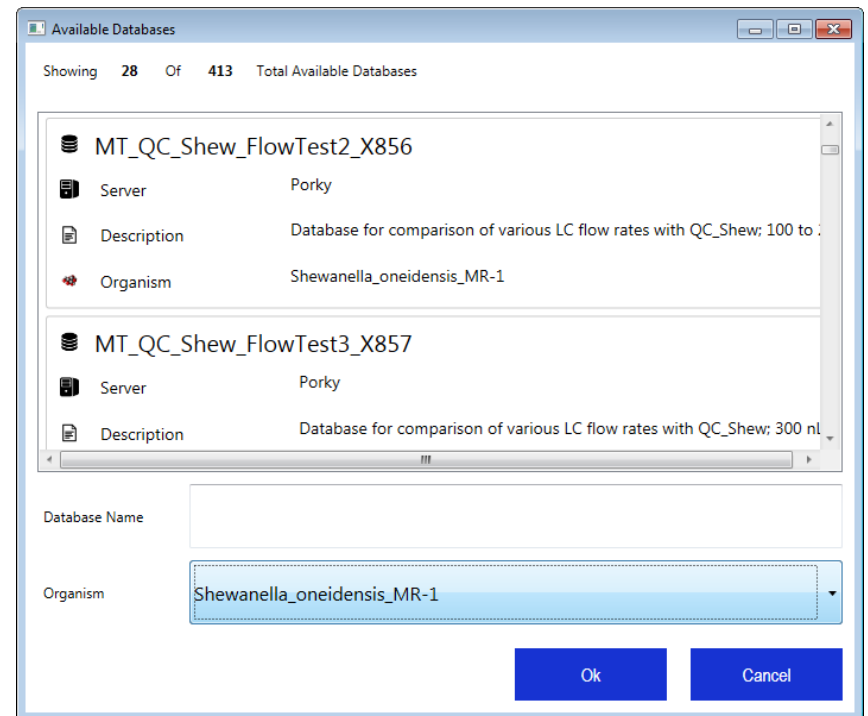 Available Databases
Showing 28 Of 413 Total Available Databases
MT_QC_Shew_FlowTest2_X856
Server Porky
Description Database for comparison of various LC flow rates with QC_Shew; 100 to
Organism Shewanella_oneidensis_MR-1
MT_QC_Shew_FlowTest3_X857
Server Porky
Description Database for comparison of various LC flow rates with QC_Shew; 300 nL
Database Name
Organism Shewanella_oneidensis_MR-1
Ok Cancel